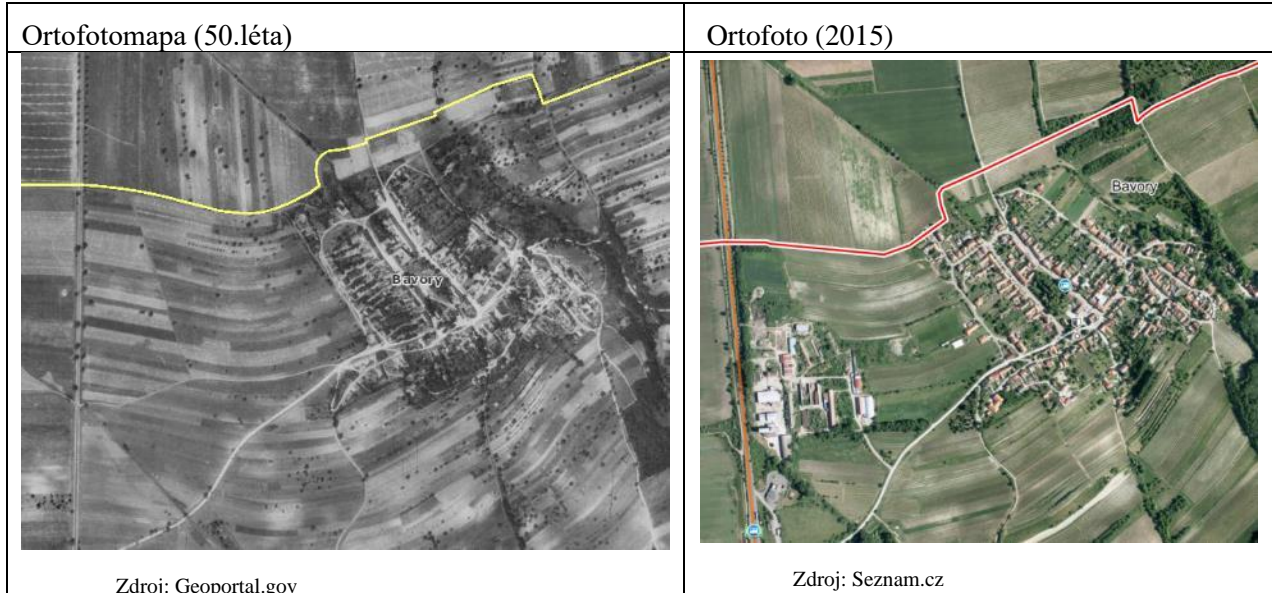 Ortofotomapa (50.léta)
Ortofoto (2015)
Bavory
Bavory
Zdroj: Geoportal.gov
Zdroj: Seznam.cz